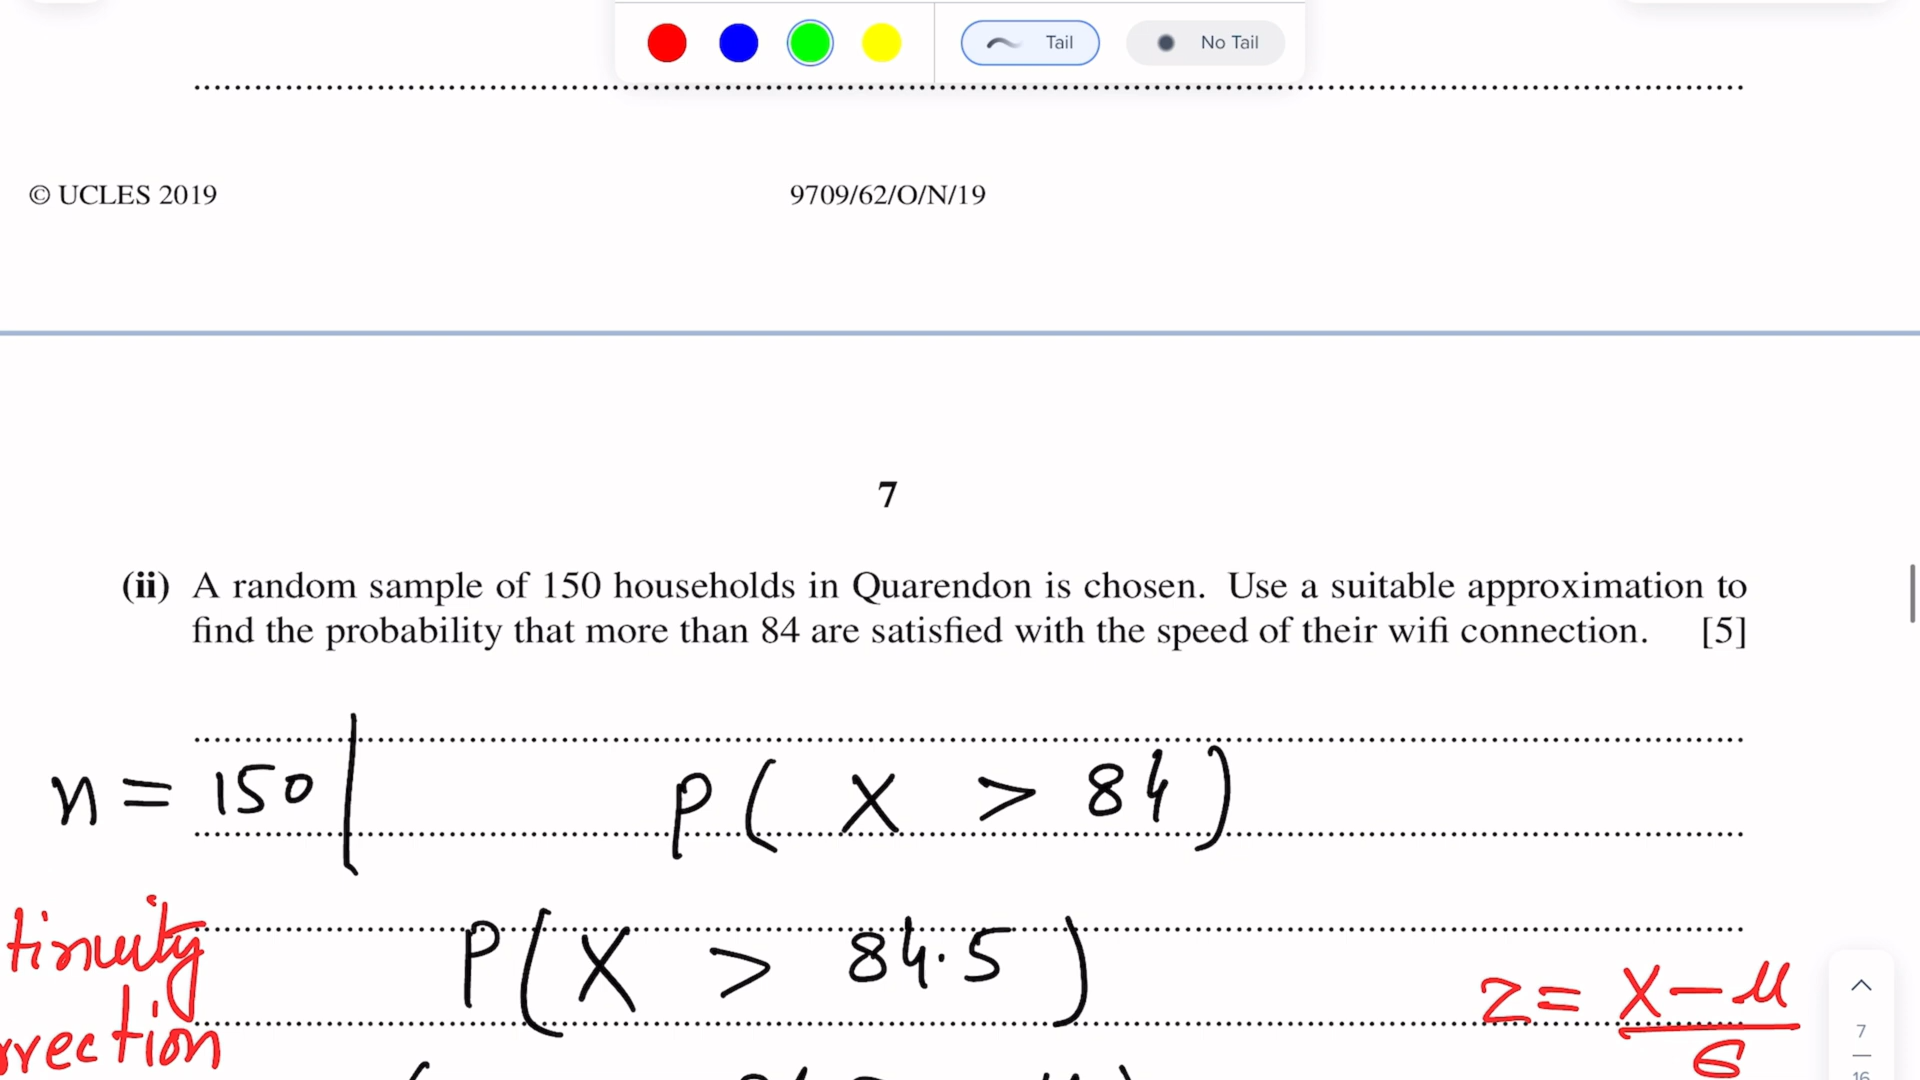 Tail No Tail
© UCLES 2019 9709/62/O/N/19
7
(ii) A random sample of 150 households in Quarendon is chosen. Use a suitable approximation to
find the probability that more than 84 are satisfied with the speed of their wifi connection. [5]
n = 150 P( X > 84)
tinuity P(X > 84.5)
rrection z = X-μ
σ
7
16